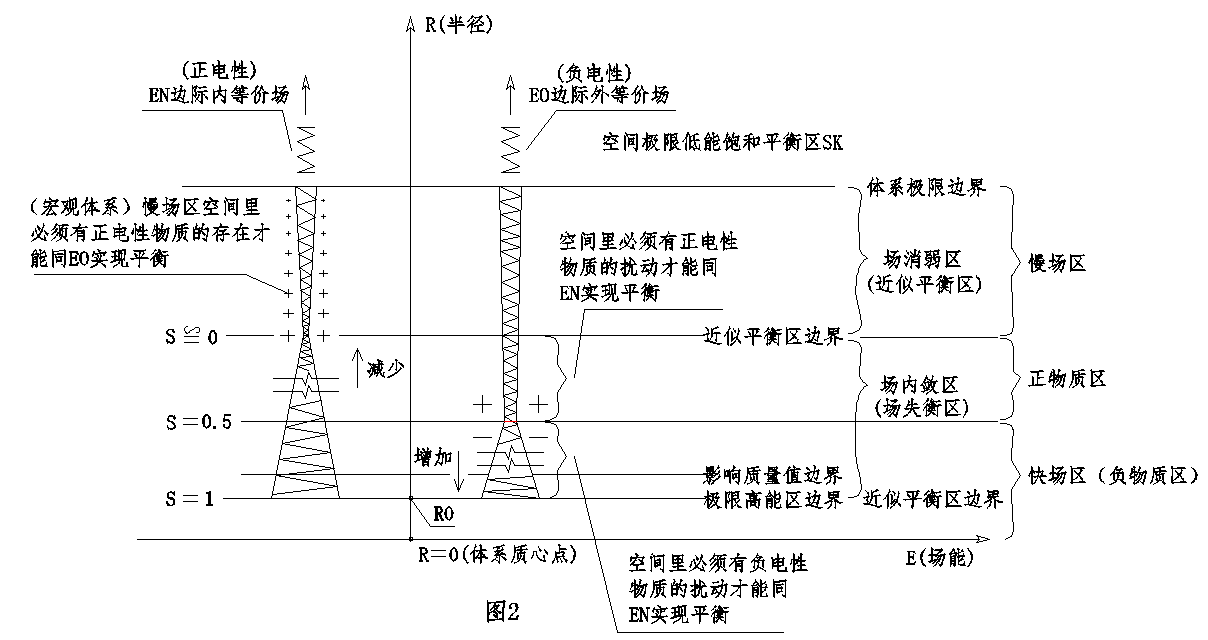 R(半径)
(正电性)
EN边际内等价场
(负电性)
EO边际外等价场
空间极限低能饱和平衡区SK
体系极限边界
(宏观体系)慢场区空间里
必须有正电性物质的存在才
能同EO实现平衡
空间里必须有正电性
物质的扰动才能同
EN实现平衡
场消弱区
(近似平衡区)
慢场区
S≌0
近似平衡区边界
减少
场内敛区
(场失衡区)
正物质区
S=0.5
增加
影响质量值边界
快场区(负物质区)
S=1
极限高能区边界
近似平衡区边界
R0
R=0(体系质心点)
E(场能)
空间里必须有负电性
物质的扰动才能同
EN实现平衡
图2